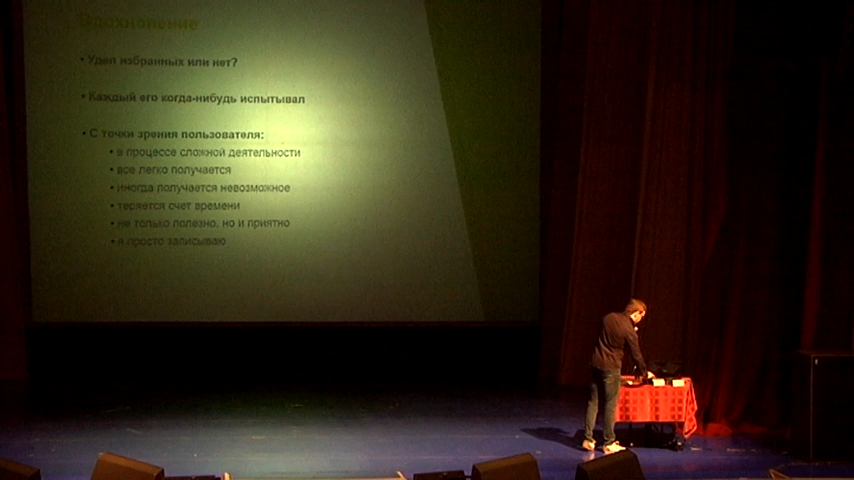 Вдохновение
• Удел избранных или нет?
• Каждый его когда-нибудь испытывал
• С точки зрения пользователя:
• в процессе сложной деятельности
• все легко получается
• иногда получается невозможное
• теряется счет времени
• не только полезно, но и приятно
• я просто записываю